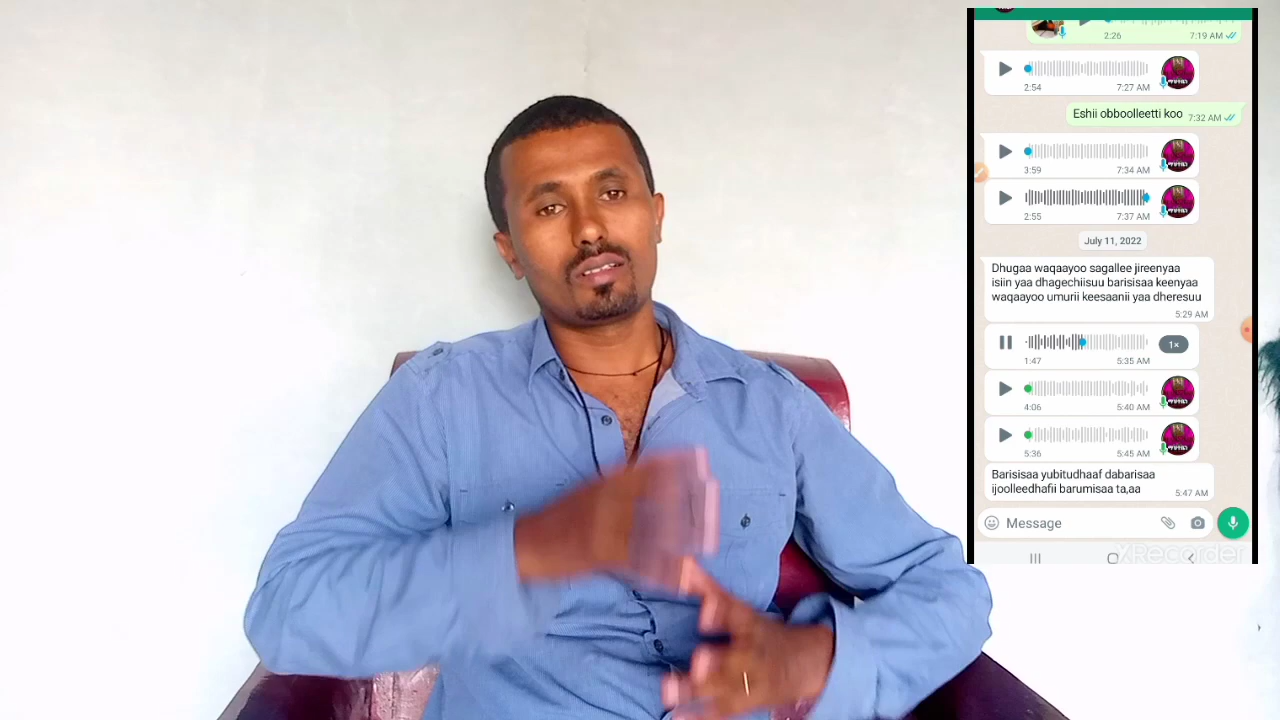 2:26 7:19 AM
2:54 7:27 AM
Eshii obboolleetti koo 7:32 AM
3:59 7:34 AM
2:55 7:37 AM
July 11, 2022
Dhugaa waqaayoo sagallee jireenyaa
isiin yaa dhagechiisuu barisisaa keenyaa
waqaayoo umurii keesaanii yaa dheresuu
5:29 AM
1×
1:47 5:35 AM
4:06 5:40 AM
5:36 5:45 AM
Barisisaa yubitudhaaf dabarisaa
ijoolleedhafii barumisaa ta,aa 5:47 AM
Message
XRecorder